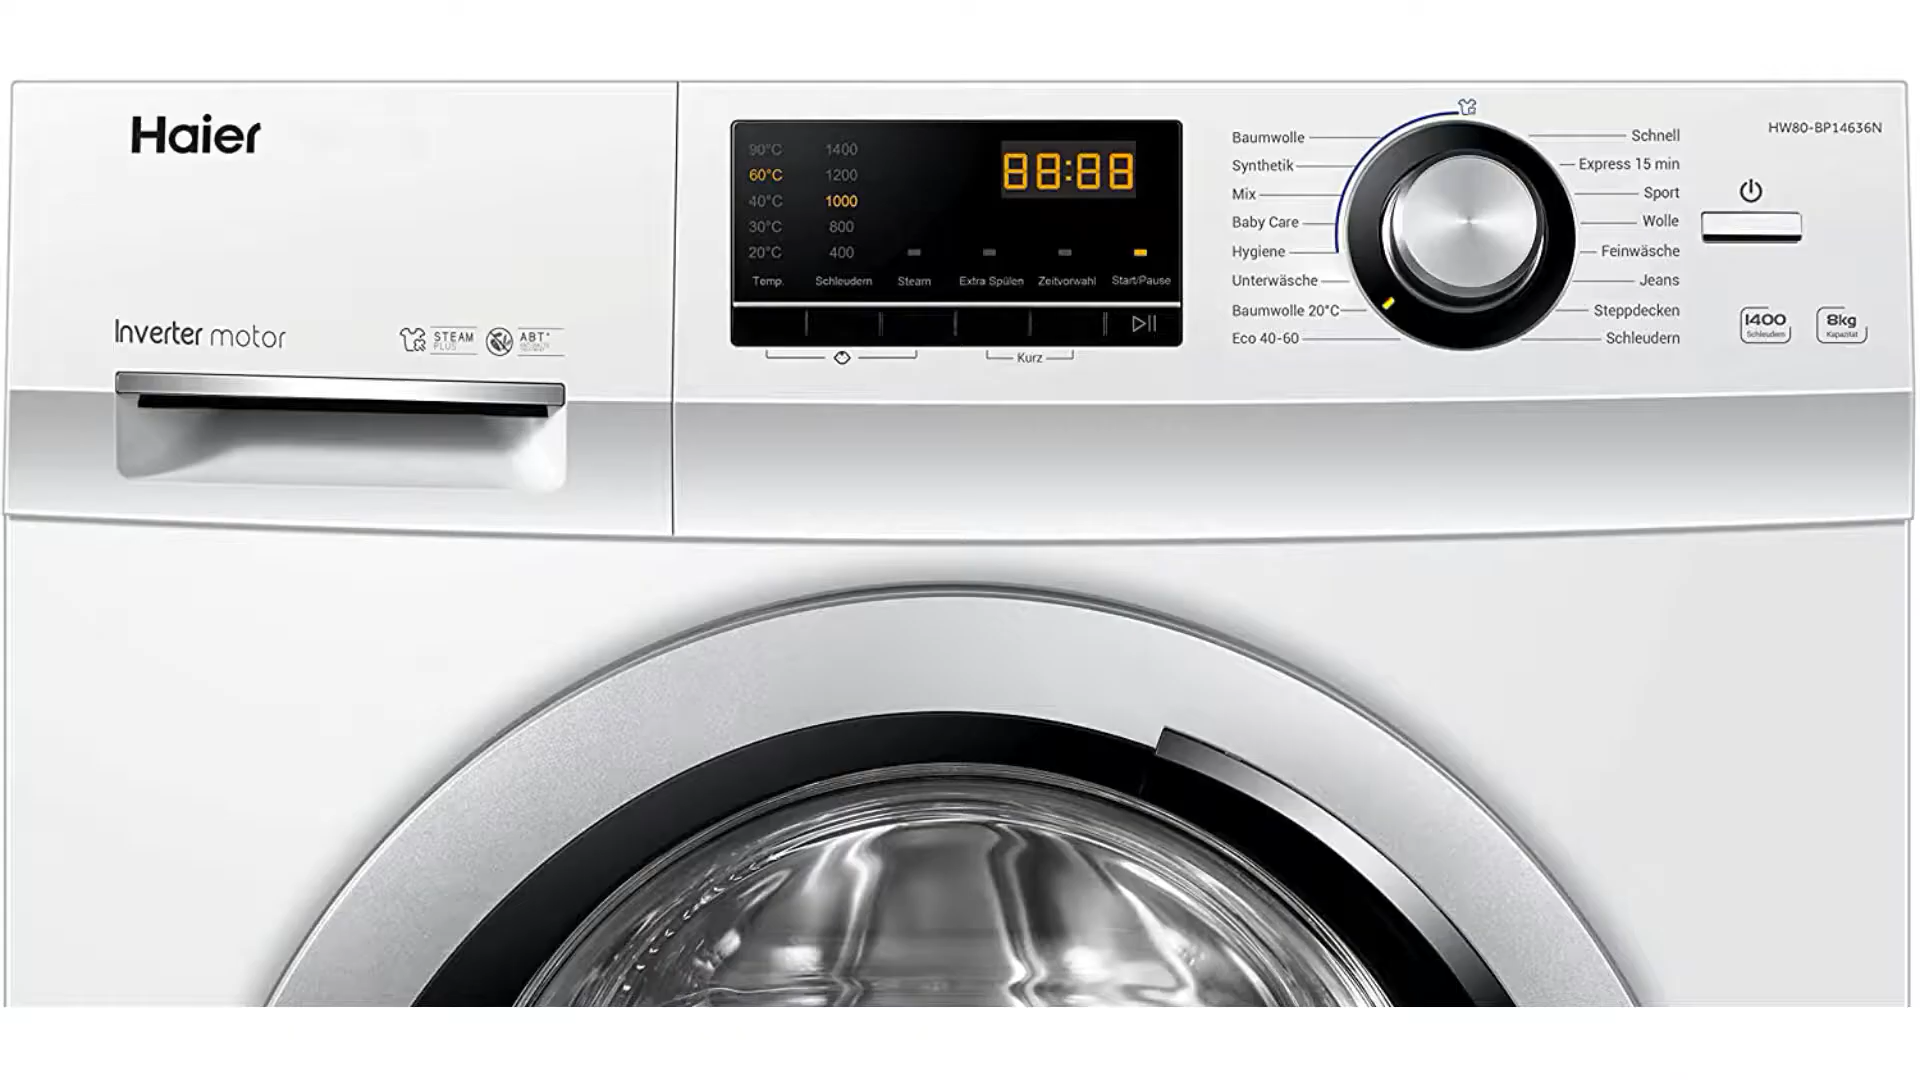 Haier
Inverter motor
STEAM
PLUS
ABT+
90°C 1400
60°C 1200
40°C 1000
30°C 800
20°C 400
88:88
Temp. Schleudern Steam Extra Spülen Zeitvorwahl Start/Pause
Kurz
Baumwolle
Synthetik
Mix
Baby Care
Hygiene
Unterwäsche
Baumwolle 20°C
Eco 40-60
Schnell
Express 15 min
Sport
Wolle
Feinwäsche
Jeans
Steppdecken
Schleudern
HW80-BP14636N
1400
Schleudern
8kg
Kapazität